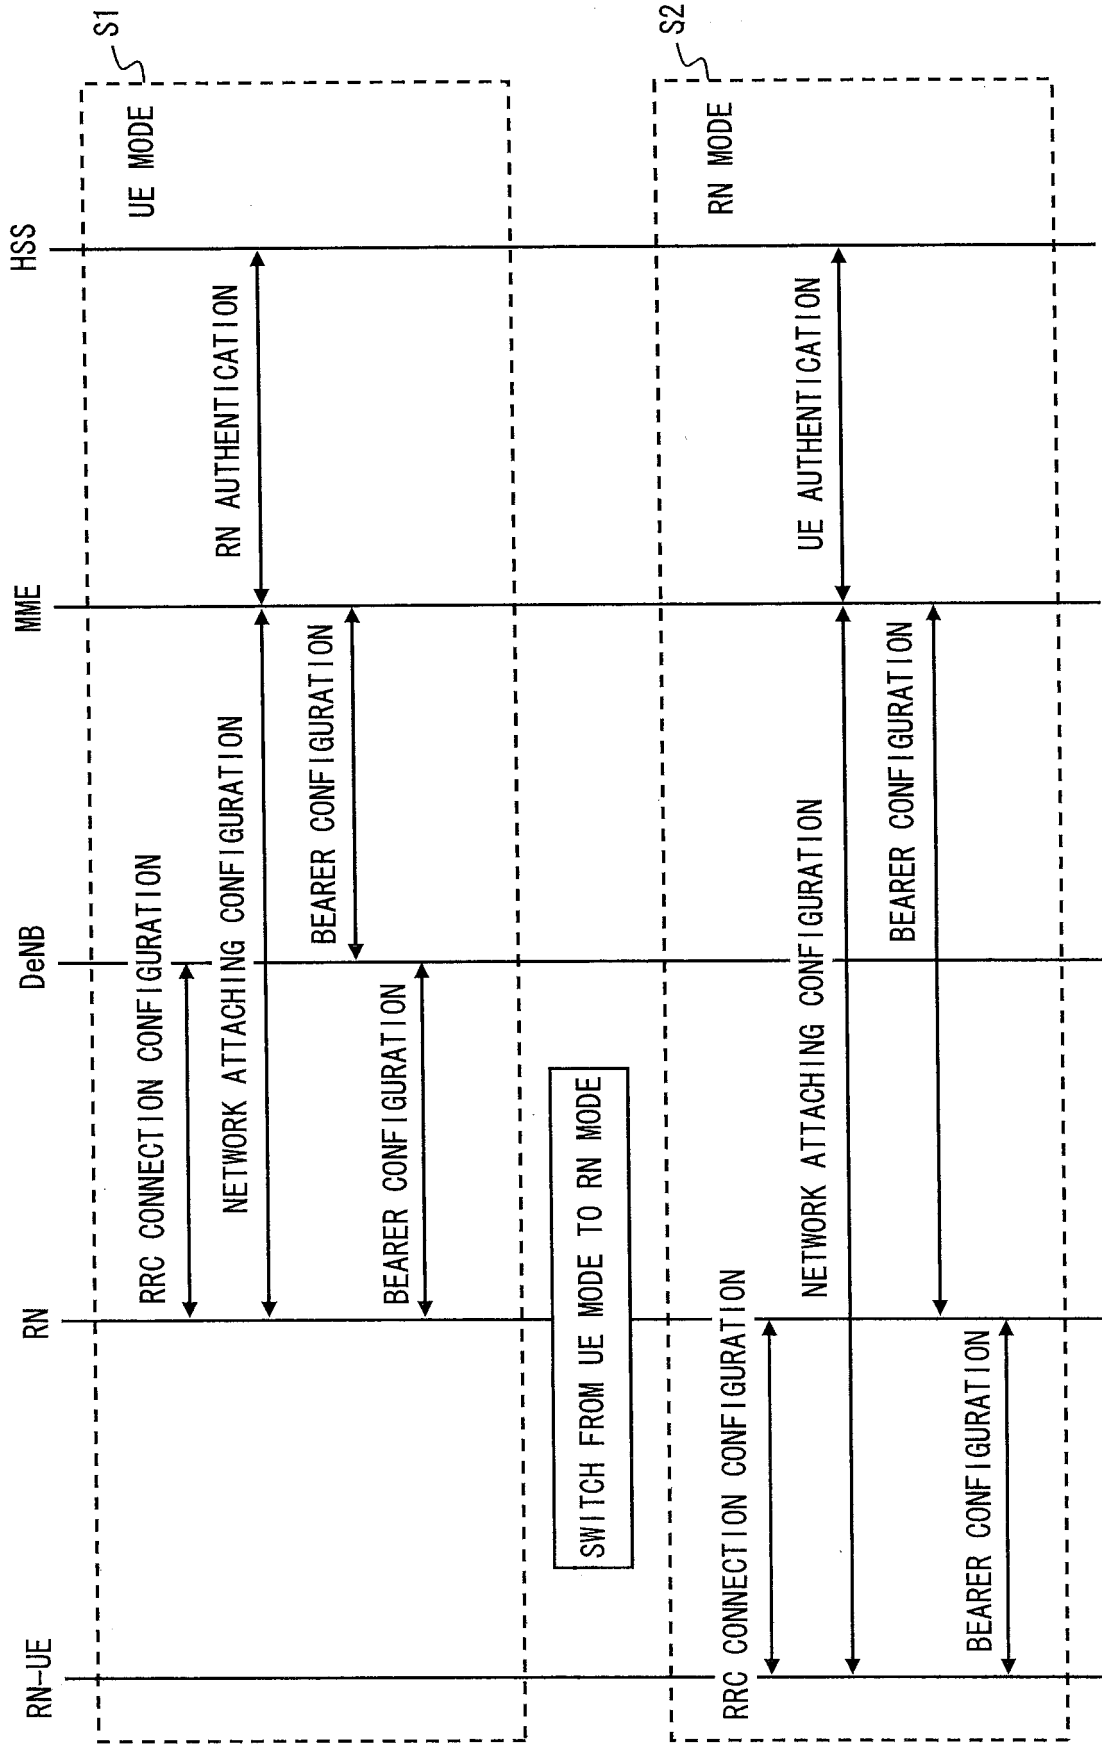 RN-UE
RN
DeNB
MME
HSS
S1
UE MODE
RRC CONNECTION CONFIGURATION
NETWORK ATTACHING CONFIGURATION
RN AUTHENTICATION
BEARER CONFIGURATION
BEARER CONFIGURATION
SWITCH FROM UE MODE TO RN MODE
S2
RN MODE
RRC CONNECTION CONFIGURATION
NETWORK ATTACHING CONFIGURATION
UE AUTHENTICATION
BEARER CONFIGURATION
BEARER CONFIGURATION